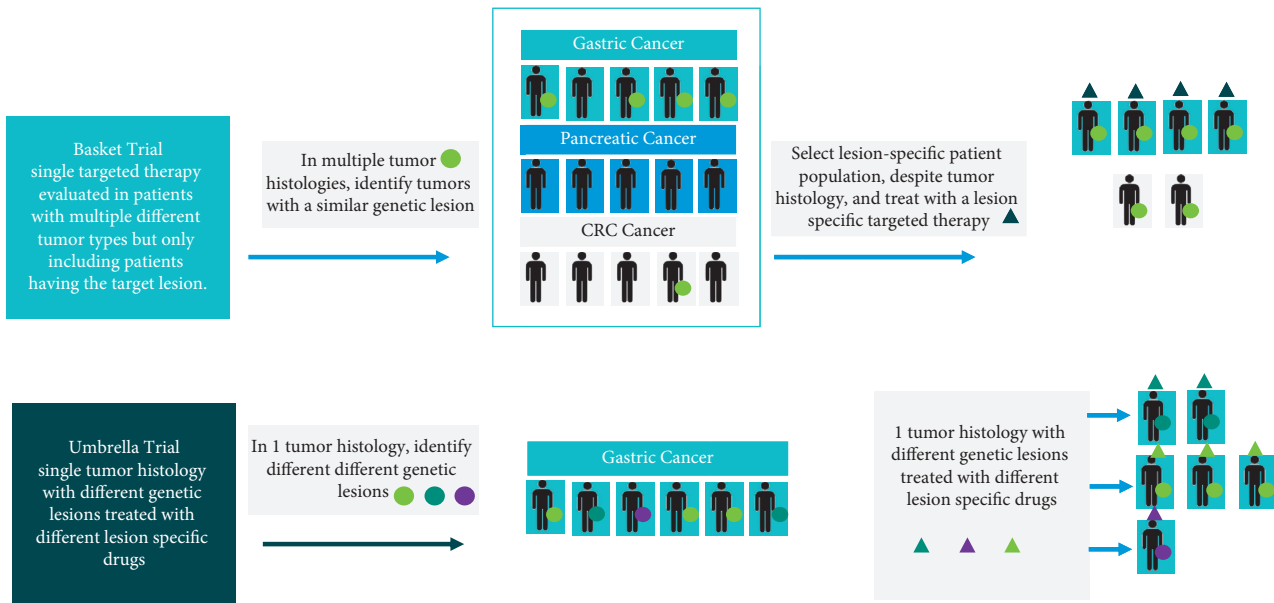 Basket Trial
single targeted therapy
evaluated in patients
with multiple different
tumor types but only
including patients
having the target lesion.
In multiple tumor
histologies, identify tumors
with a similar genetic lesion
Gastric Cancer
Pancreatic Cancer
CRC Cancer
Select lesion-specific patient
population, despite tumor
histology, and treat with a lesion
specific targeted therapy
Umbrella Trial
single tumor histology
with different genetic
lesions treated with
different lesion specific
drugs
In 1 tumor histology, identify
different different genetic
lesions
Gastric Cancer
1 tumor histology with
different genetic lesions
treated with different
lesion specific drugs